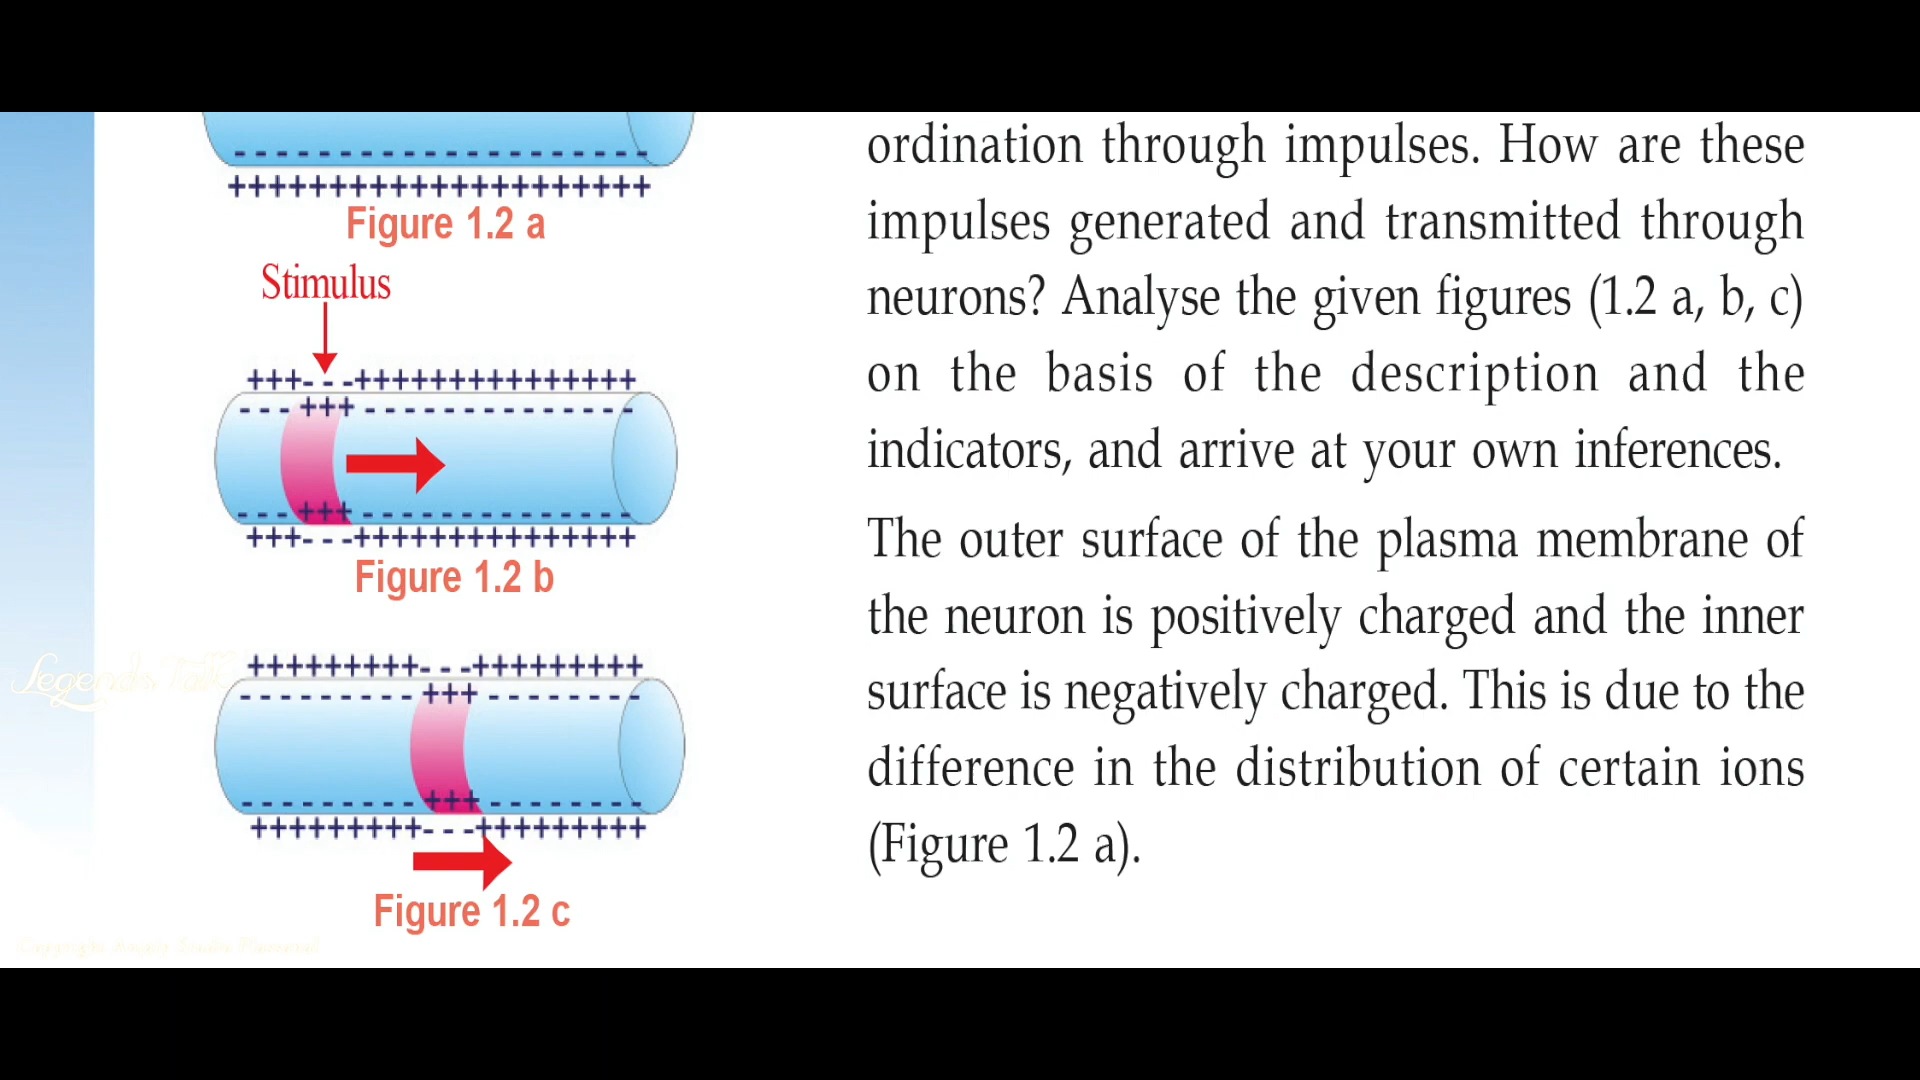 - - - - - - - - - - - - - - - - - - - - - - - -
++++++++++++++++++++++++
Figure 1.2 a
Stimulus
+++- - -+++++++++++++++
- - - +++ - - - - - - - - - - - - - -
- - - +++ - - - - - - - - - - - - - -
+++- - -+++++++++++++++
Figure 1.2 b
++++++++++- - -+++++++++
- - - - - - - - - +++ - - - - - - - -
- - - - - - - - - +++ - - - - - - - -
++++++++++- - -+++++++++
Figure 1.2 c
ordination through impulses. How are these
impulses generated and transmitted through
neurons? Analyse the given figures (1.2 a, b, c)
on the basis of the description and the
indicators, and arrive at your own inferences.
The outer surface of the plasma membrane of
the neuron is positively charged and the inner
surface is negatively charged. This is due to the
difference in the distribution of certain ions
(Figure 1.2 a).
Legends Talk